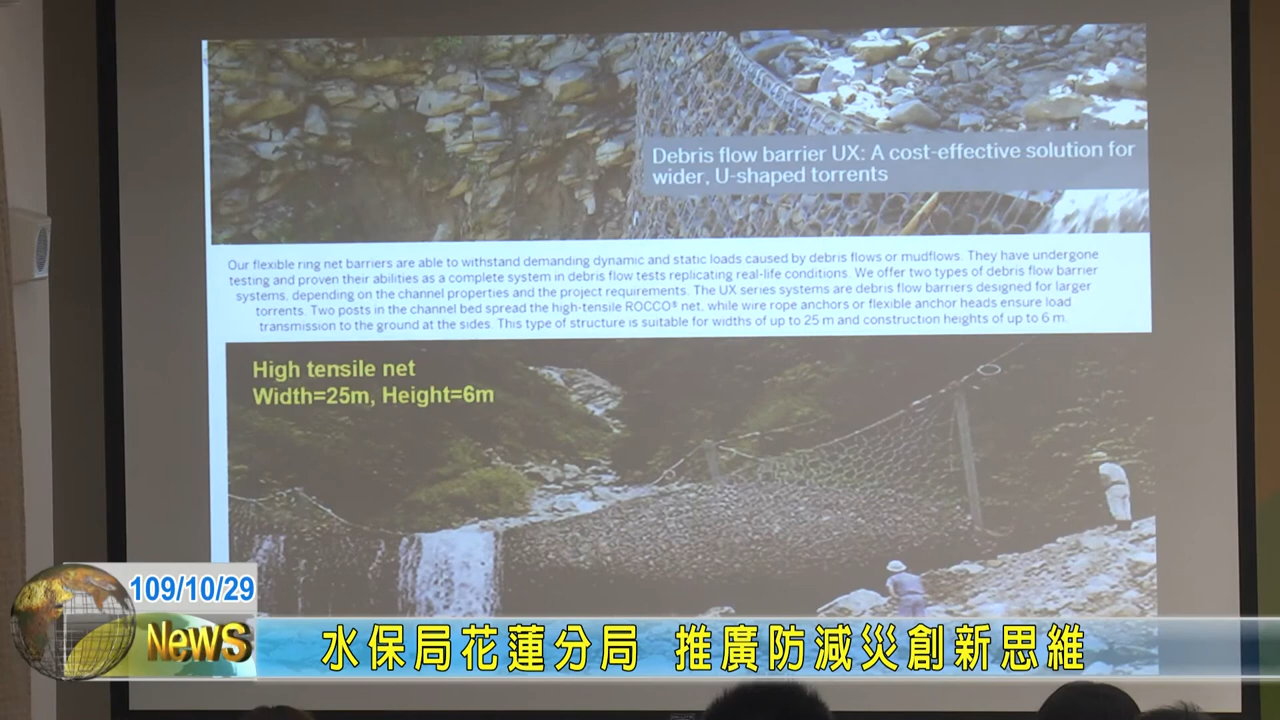 Debris flow barrier UX: A cost-effective solution for
wider, U-shaped torrents
Our flexible ring net barriers are able to withstand demanding dynamic and static loads caused by debris flows or mudflows. They have undergone
testing and proven their abilities as a complete system in debris flow tests replicating real-life conditions. We offer two types of debris flow barrier
systems, depending on the channel properties and the project requirements. The UX series systems are debris flow barriers designed for larger
torrents. Two posts in the channel bed spread the high-tensile ROCCO® net, while wire rope anchors or flexible anchor heads ensure load
transmission to the ground at the sides. This type of structure is suitable for widths of up to 25 m and construction heights of up to 6 m.
High tensile net
Width=25m, Height=6m
109/10/29
NewS
水保局花蓮分局 推廣防減災創新思維